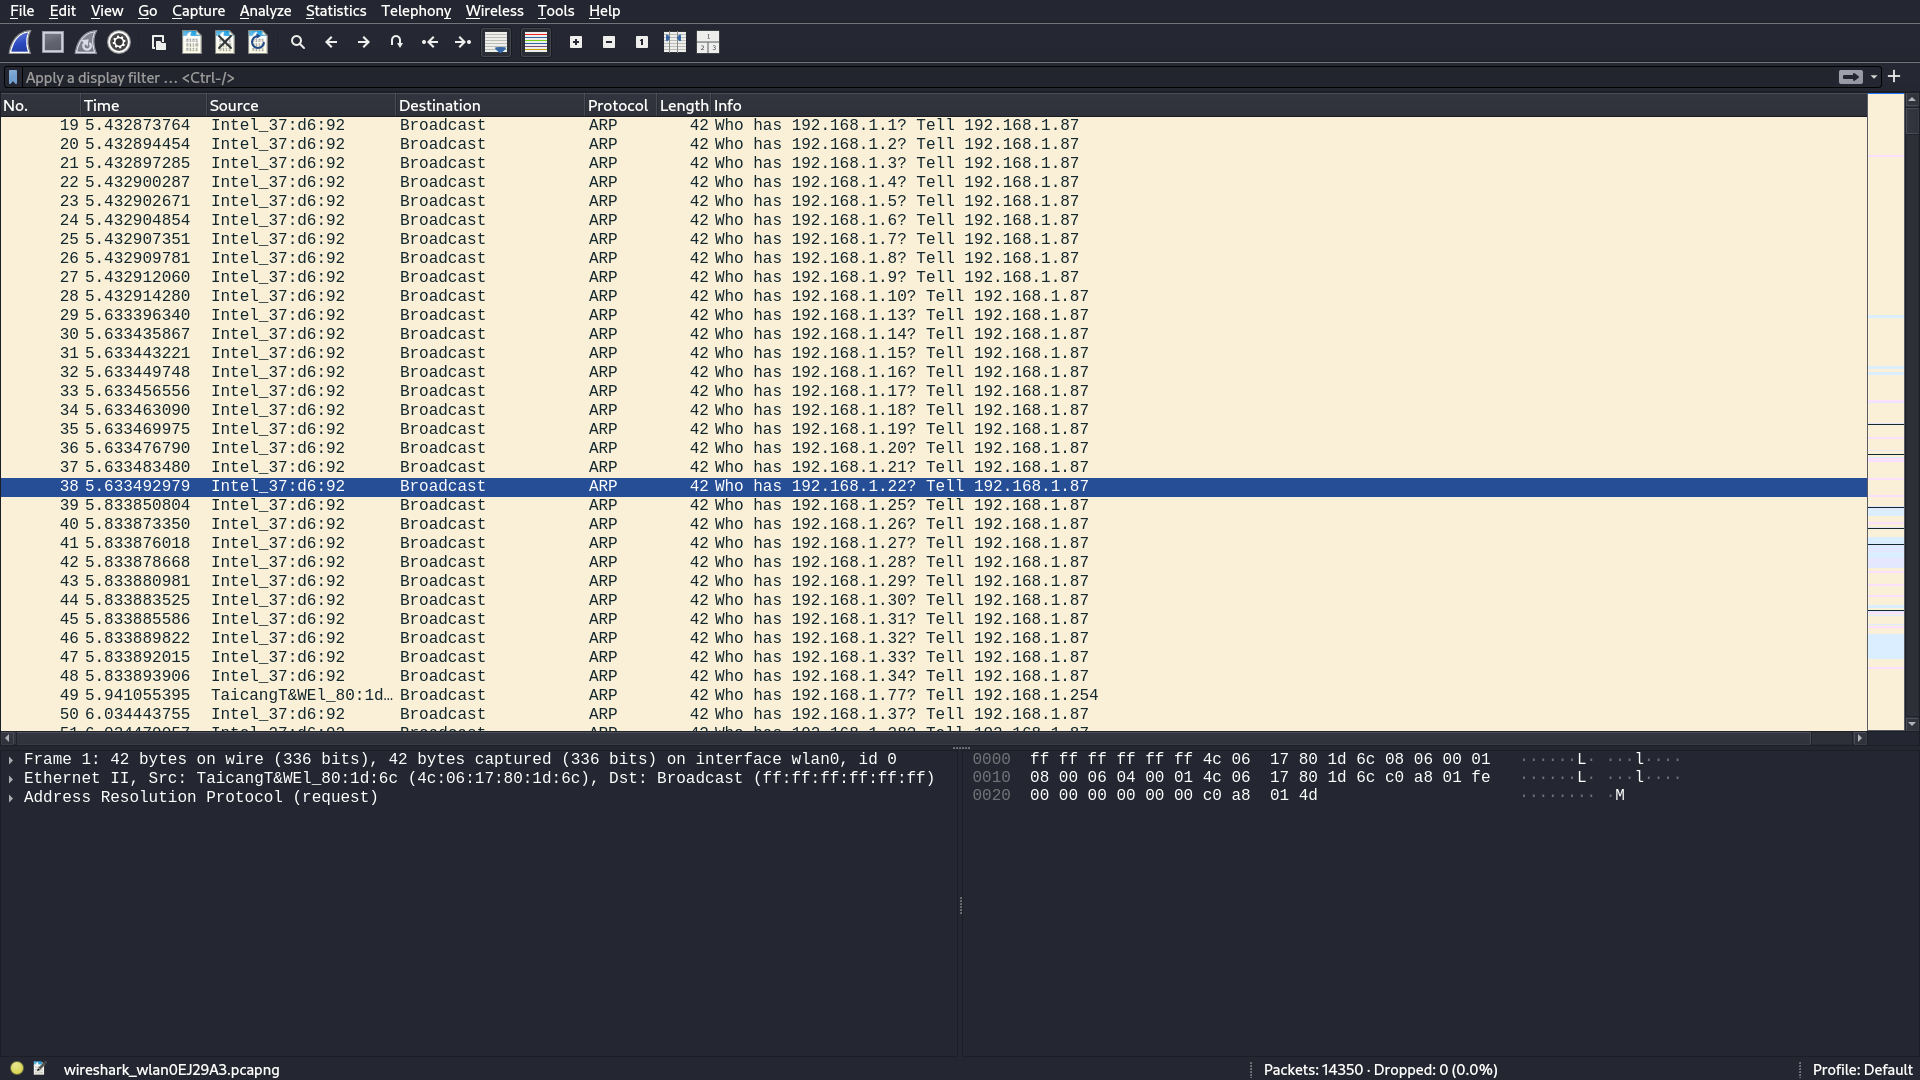 File Edit View Go Capture Analyze Statistics Telephony Wireless Tools Help
Apply a display filter … <Ctrl-/>
No. Time Source Destination Protocol Length Info
19 5.432873764 Intel_37:d6:92 Broadcast ARP 42 Who has 192.168.1.1? Tell 192.168.1.87
20 5.432894454 Intel_37:d6:92 Broadcast ARP 42 Who has 192.168.1.2? Tell 192.168.1.87
21 5.432897285 Intel_37:d6:92 Broadcast ARP 42 Who has 192.168.1.3? Tell 192.168.1.87
22 5.432900287 Intel_37:d6:92 Broadcast ARP 42 Who has 192.168.1.4? Tell 192.168.1.87
23 5.432902671 Intel_37:d6:92 Broadcast ARP 42 Who has 192.168.1.5? Tell 192.168.1.87
24 5.432904854 Intel_37:d6:92 Broadcast ARP 42 Who has 192.168.1.6? Tell 192.168.1.87
25 5.432907351 Intel_37:d6:92 Broadcast ARP 42 Who has 192.168.1.7? Tell 192.168.1.87
26 5.432909781 Intel_37:d6:92 Broadcast ARP 42 Who has 192.168.1.8? Tell 192.168.1.87
27 5.432912060 Intel_37:d6:92 Broadcast ARP 42 Who has 192.168.1.9? Tell 192.168.1.87
28 5.432914280 Intel_37:d6:92 Broadcast ARP 42 Who has 192.168.1.10? Tell 192.168.1.87
29 5.633396340 Intel_37:d6:92 Broadcast ARP 42 Who has 192.168.1.13? Tell 192.168.1.87
30 5.633435867 Intel_37:d6:92 Broadcast ARP 42 Who has 192.168.1.14? Tell 192.168.1.87
31 5.633443221 Intel_37:d6:92 Broadcast ARP 42 Who has 192.168.1.15? Tell 192.168.1.87
32 5.633449748 Intel_37:d6:92 Broadcast ARP 42 Who has 192.168.1.16? Tell 192.168.1.87
33 5.633456556 Intel_37:d6:92 Broadcast ARP 42 Who has 192.168.1.17? Tell 192.168.1.87
34 5.633463090 Intel_37:d6:92 Broadcast ARP 42 Who has 192.168.1.18? Tell 192.168.1.87
35 5.633469975 Intel_37:d6:92 Broadcast ARP 42 Who has 192.168.1.19? Tell 192.168.1.87
36 5.633476790 Intel_37:d6:92 Broadcast ARP 42 Who has 192.168.1.20? Tell 192.168.1.87
37 5.633483480 Intel_37:d6:92 Broadcast ARP 42 Who has 192.168.1.21? Tell 192.168.1.87
38 5.633492979 Intel_37:d6:92 Broadcast ARP 42 Who has 192.168.1.22? Tell 192.168.1.87
39 5.833850804 Intel_37:d6:92 Broadcast ARP 42 Who has 192.168.1.25? Tell 192.168.1.87
40 5.833873350 Intel_37:d6:92 Broadcast ARP 42 Who has 192.168.1.26? Tell 192.168.1.87
41 5.833876018 Intel_37:d6:92 Broadcast ARP 42 Who has 192.168.1.27? Tell 192.168.1.87
42 5.833878668 Intel_37:d6:92 Broadcast ARP 42 Who has 192.168.1.28? Tell 192.168.1.87
43 5.833880981 Intel_37:d6:92 Broadcast ARP 42 Who has 192.168.1.29? Tell 192.168.1.87
44 5.833883525 Intel_37:d6:92 Broadcast ARP 42 Who has 192.168.1.30? Tell 192.168.1.87
45 5.833885586 Intel_37:d6:92 Broadcast ARP 42 Who has 192.168.1.31? Tell 192.168.1.87
46 5.833889822 Intel_37:d6:92 Broadcast ARP 42 Who has 192.168.1.32? Tell 192.168.1.87
47 5.833892015 Intel_37:d6:92 Broadcast ARP 42 Who has 192.168.1.33? Tell 192.168.1.87
48 5.833893906 Intel_37:d6:92 Broadcast ARP 42 Who has 192.168.1.34? Tell 192.168.1.87
49 5.941055395 TaicangT&WEl_80:1d… Broadcast ARP 42 Who has 192.168.1.77? Tell 192.168.1.254
50 6.034443755 Intel_37:d6:92 Broadcast ARP 42 Who has 192.168.1.37? Tell 192.168.1.87
Frame 1: 42 bytes on wire (336 bits), 42 bytes captured (336 bits) on interface wlan0, id 0
Ethernet II, Src: TaicangT&WEl_80:1d:6c (4c:06:17:80:1d:6c), Dst: Broadcast (ff:ff:ff:ff:ff:ff)
Address Resolution Protocol (request)
0000 ff ff ff ff ff ff 4c 06 17 80 1d 6c 08 06 00 01 ······L· ···l····
0010 08 00 06 04 00 01 4c 06 17 80 1d 6c c0 a8 01 fe ······L· ···l····
0020 00 00 00 00 00 00 c0 a8 01 4d ········ ·M
wireshark_wlan0EJ29A3.pcapng
Packets: 14350 · Dropped: 0 (0.0%)
Profile: Default